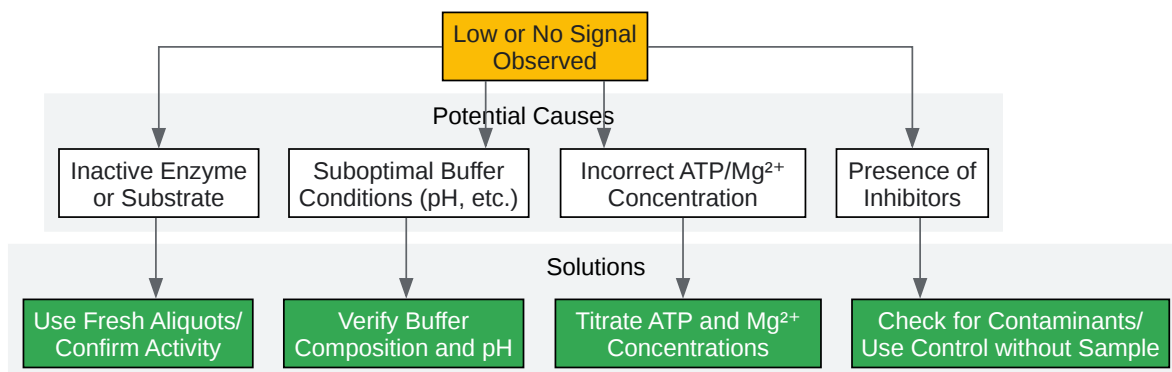 Low or No Signal
Observed
Potential Causes
Inactive Enzyme
or Substrate
Suboptimal Buffer
Conditions (pH, etc.)
Incorrect ATP/Mg²⁺
Concentration
Presence of
Inhibitors
Solutions
Use Fresh Aliquots/
Confirm Activity
Verify Buffer
Composition and pH
Titrate ATP and Mg²⁺
Concentrations
Check for Contaminants/
Use Control without Sample